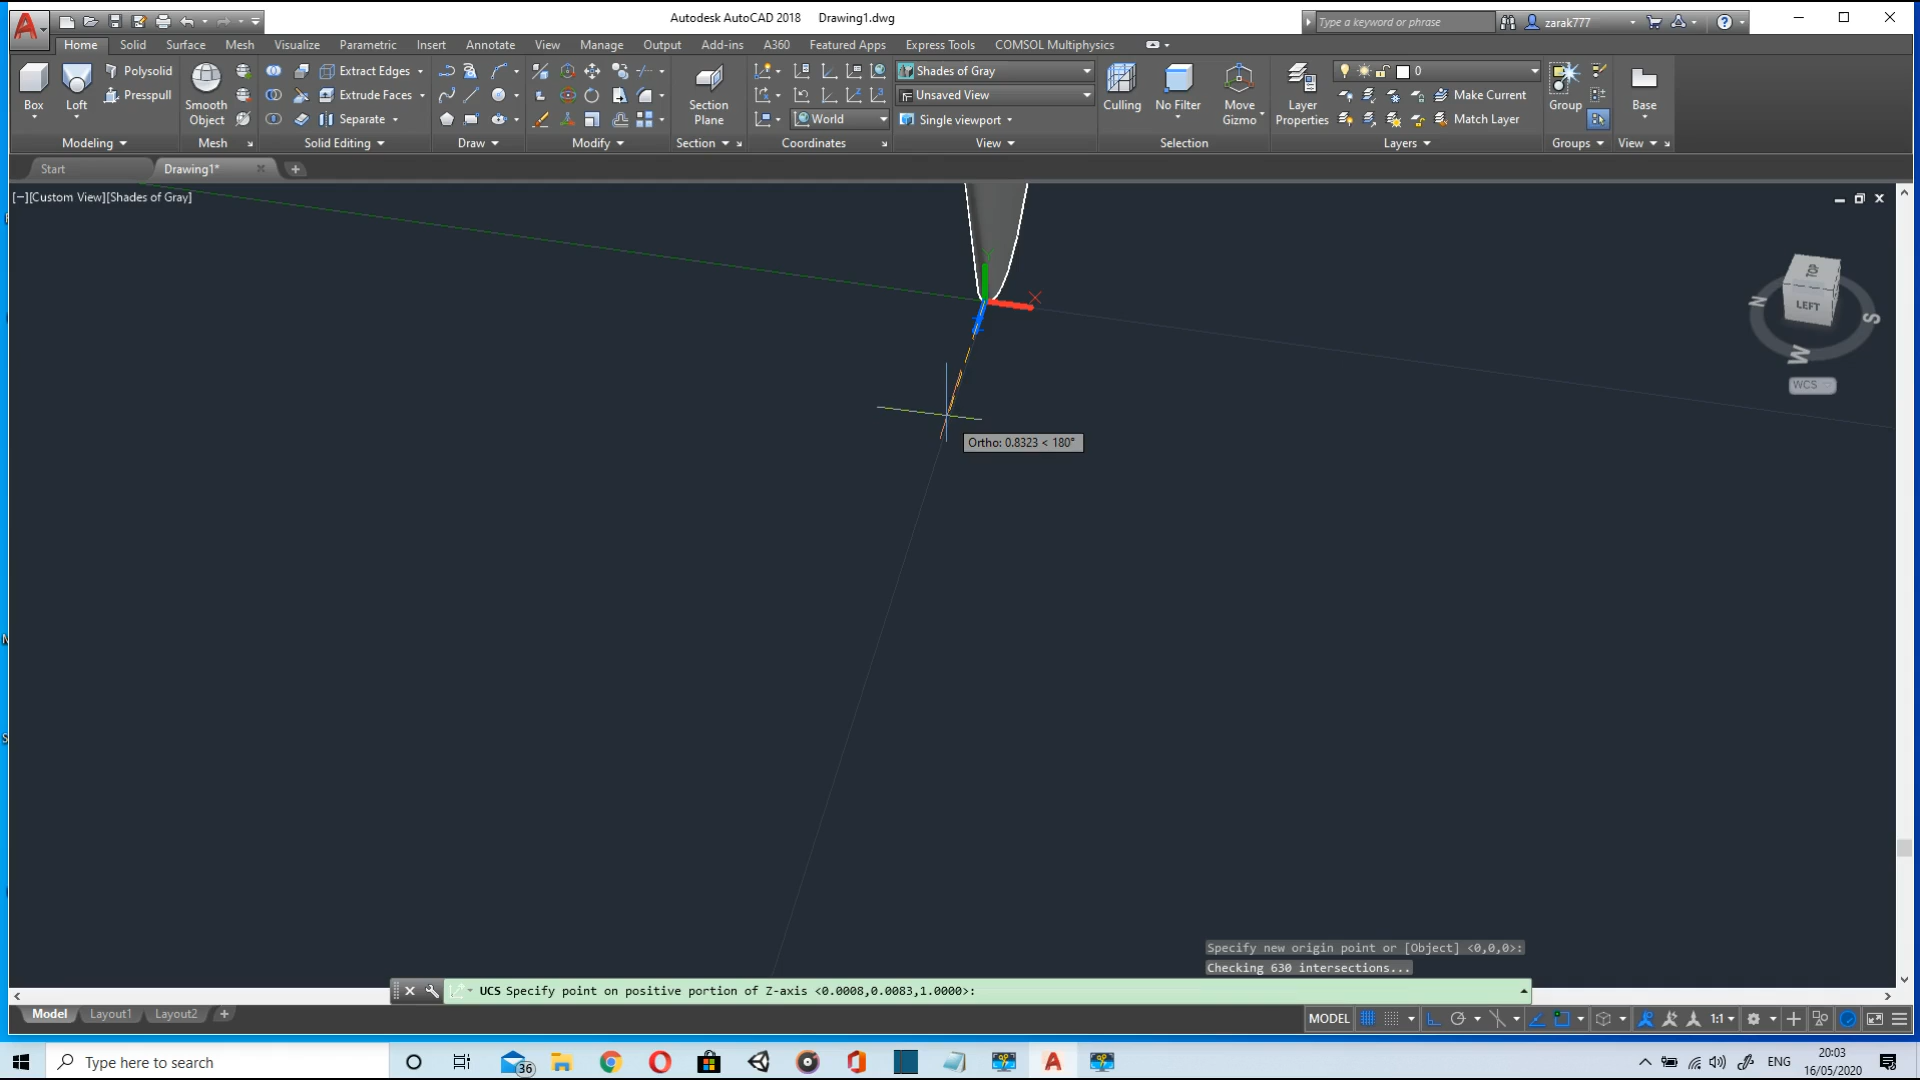 Autodesk AutoCAD 2018 Drawing1.dwg
Type a keyword or phrase
zarak777
Home Solid Surface Mesh Visualize Parametric Insert Annotate View Manage Output Add-ins A360 Featured Apps Express Tools COMSOL Multiphysics
Box
Loft
Polysolid
Presspull
Smooth
Object
Extract Edges
Extrude Faces
Separate
Section
Plane
World
Shades of Gray
Unsaved View
Single viewport
Culling
No Filter
Move
Gizmo
Layer
Properties
0
Make Current
Match Layer
Group
Base
Modeling Mesh Solid Editing Draw Modify Section Coordinates View Selection Layers Groups View
Start Drawing1*
[−][Custom View][Shades of Gray]
TOP
LEFT
N
S
W
WCS
Y
X
Ortho: 0.8323 < 180°
Specify new origin point or [Object] <0,0,0>:
Checking 630 intersections...
UCS Specify point on positive portion of Z-axis <0.0008,0.0083,1.0000>:
Model Layout1 Layout2
MODEL
1:1
Type here to search
36
ENG
20:03
16/05/2020